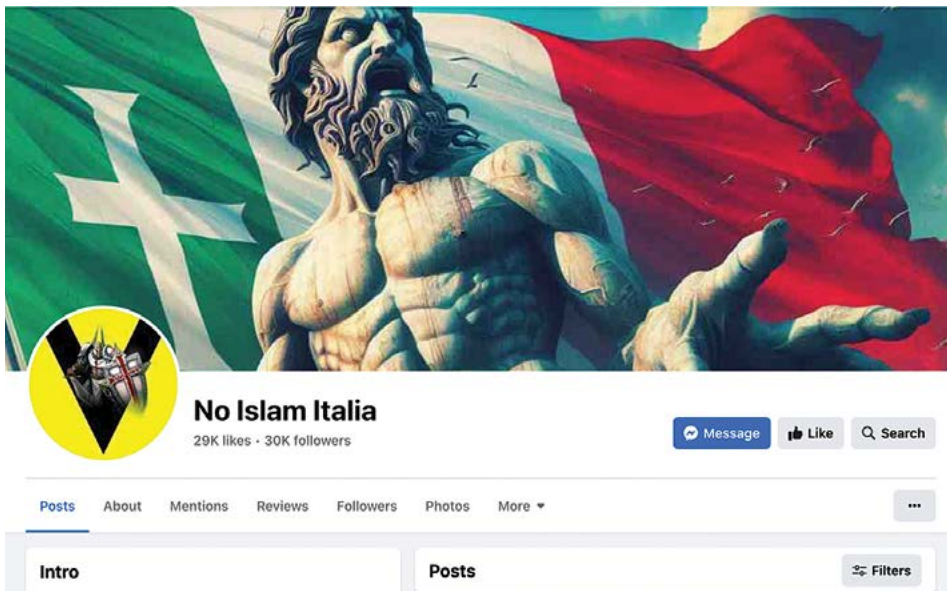 No Islam Italia
29K likes · 30K followers
Message Like Search
Posts About Mentions Reviews Followers Photos More
Intro
Posts
Filters